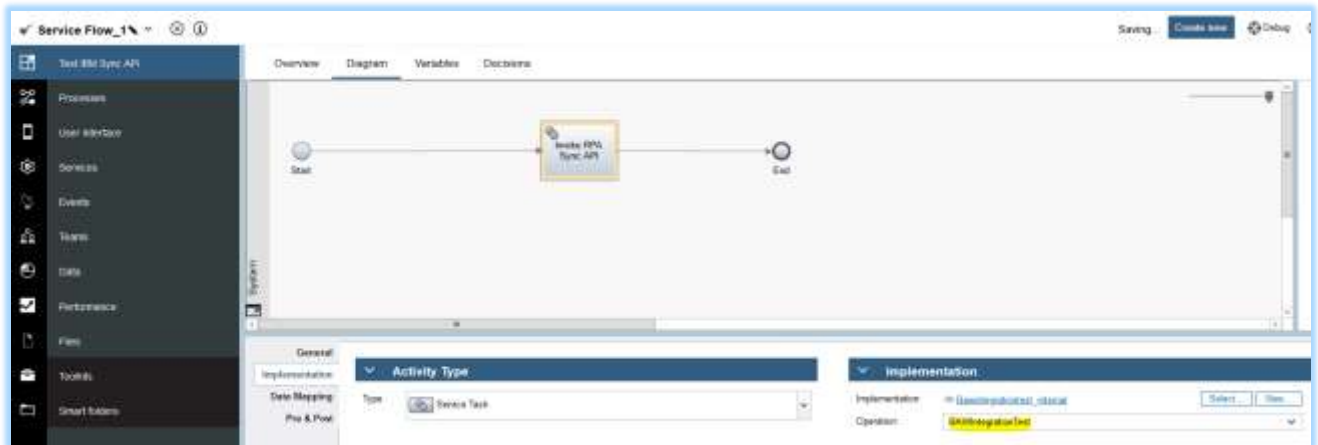 Service Flow_1
Saving...
Create new
Debug
Test IBM Sync API
Overview
Diagram
Variables
Decisions
Processes
User Interface
Services
Events
Teams
Data
Performance
Files
Toolkits
Smart folders
Start
Invoke RPA
Sync API
End
System
General
Implementation
Data Mapping
Pre & Post
Activity Type
Type
Service Task
Implementation
Implementation
Select...
New...
Operation
BAWIntegrationTest